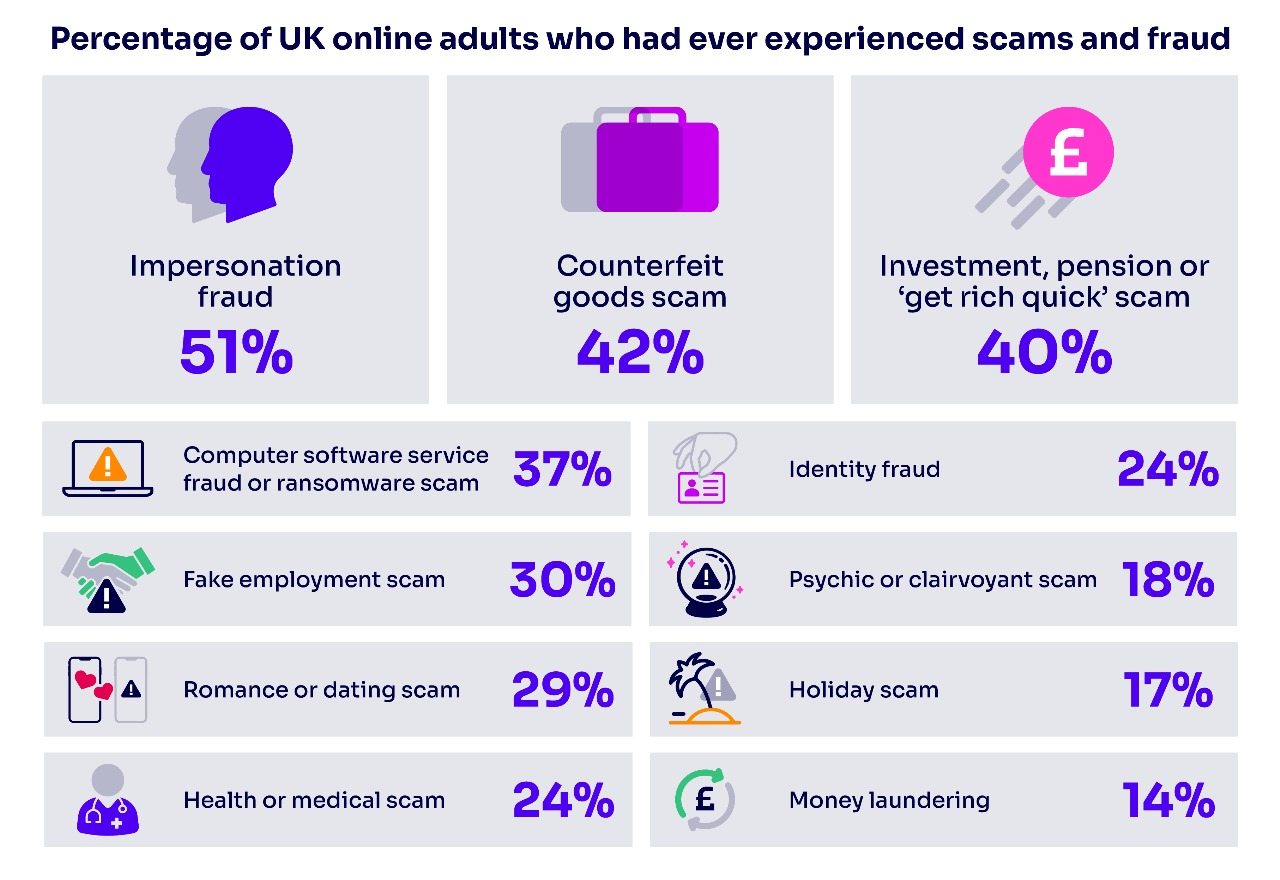 Percentage of UK online adults who had ever experienced scams and fraud
£
Impersonation
fraud
51%
Counterfeit
goods scam
42%
Investment, pension or
‘get rich quick’ scam
40%
Computer software service
fraud or ransomware scam
37%
Identity fraud
24%
Fake employment scam
30%
Psychic or clairvoyant scam
18%
Romance or dating scam
29%
Holiday scam
17%
Health or medical scam
24%
£
Money laundering
14%